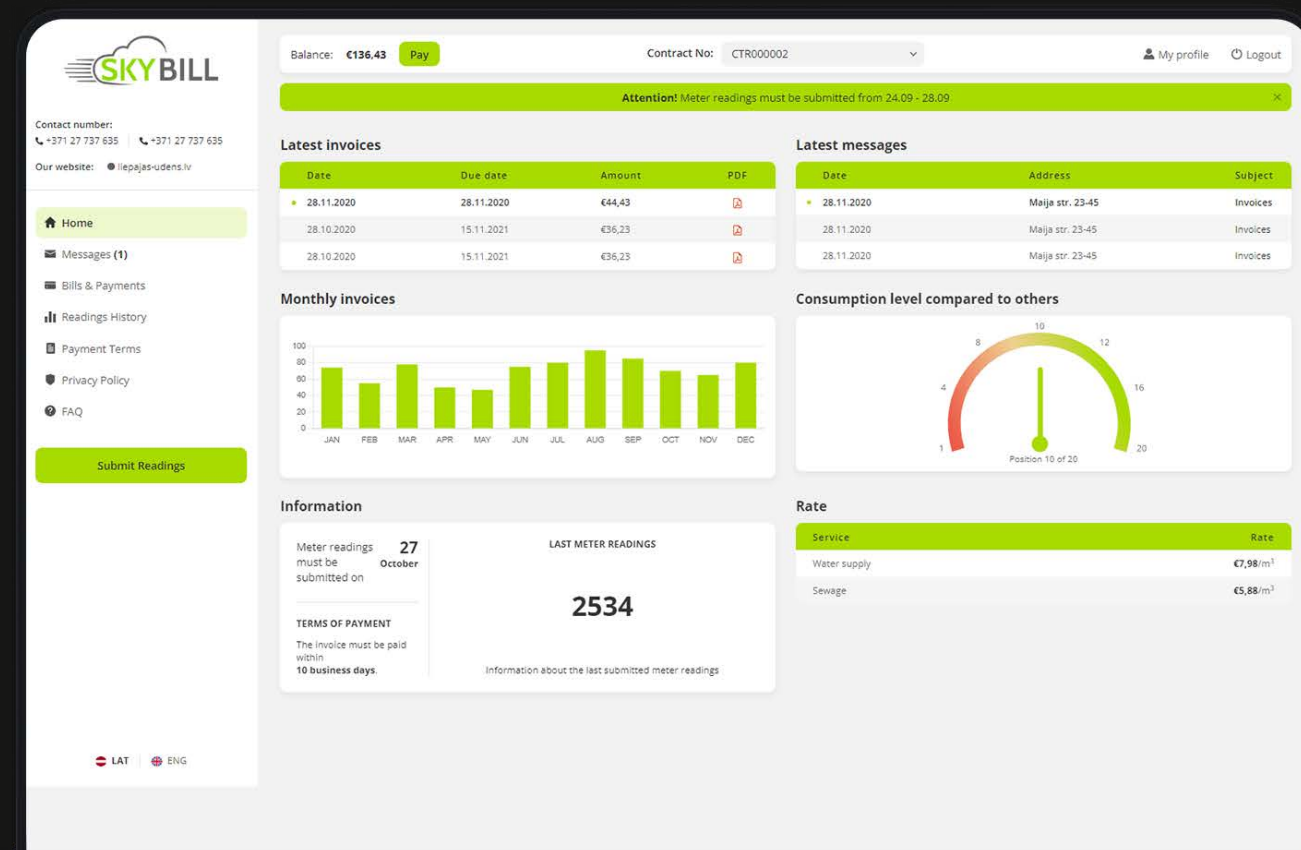 SKYBILL
Contact number:
+371 27 737 635 +371 27 737 635
Our website: liepajas-udens.lv
Home
Messages (1)
Bills & Payments
Readings History
Payment Terms
Privacy Policy
FAQ
Submit Readings
LAT ENG
Balance: €136,43 Pay
Contract No: CTR000002
My profile Logout
Attention! Meter readings must be submitted from 24.09 - 28.09
Latest invoices
Date Due date Amount PDF
28.11.2020 28.11.2020 €44,43
28.10.2020 15.11.2021 €36,23
28.10.2020 15.11.2021 €36,23
Latest messages
Date Address Subject
28.11.2020 Maija str. 23-45 Invoices
28.11.2020 Maija str. 23-45 Invoices
28.11.2020 Maija str. 23-45 Invoices
Monthly invoices
100
80
60
40
20
0
JAN FEB MAR APR MAY JUN JUL AUG SEP OCT NOV DEC
Consumption level compared to others
10
8 12
4 16
1 20
Position 10 of 20
Information
Meter readings
must be
submitted on
27
October
TERMS OF PAYMENT
The invoice must be paid
within
10 business days.
LAST METER READINGS
2534
Information about the last submitted meter readings
Rate
Service Rate
Water supply €7,98/m³
Sewage €5,88/m³